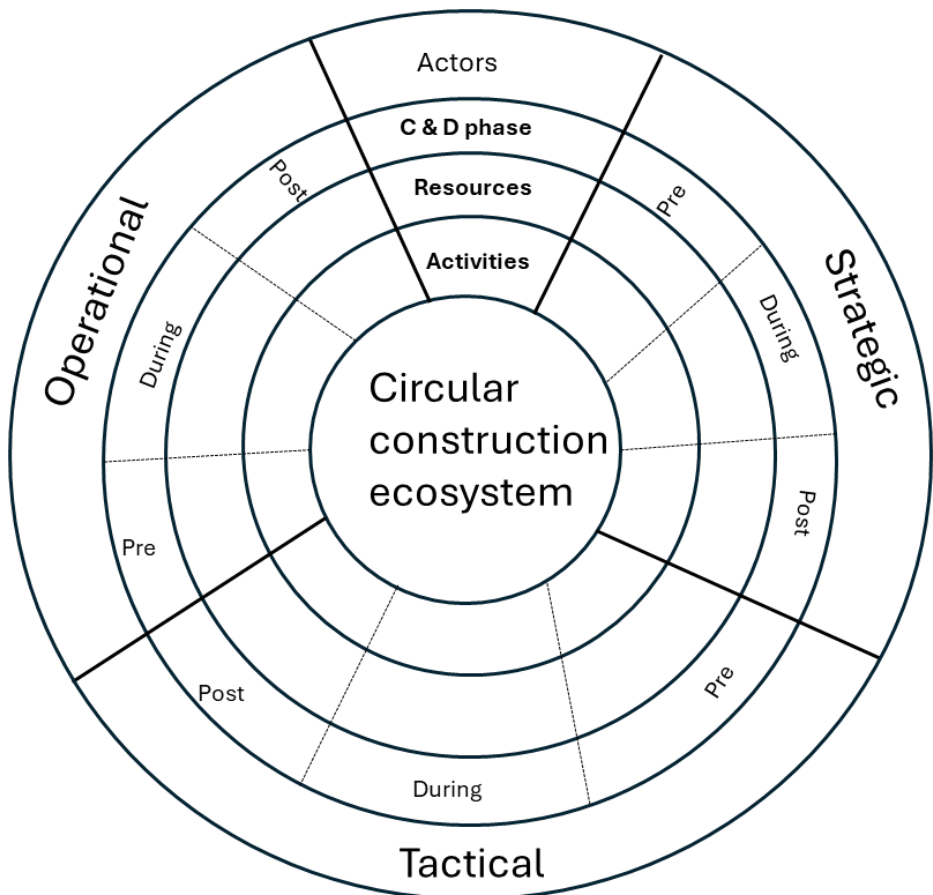 Actors
C & D phase
Resources
Activities
Pre
During
Post
Strategic
Pre
During
Post
Tactical
Pre
During
Post
Operational
Circular
construction
ecosystem